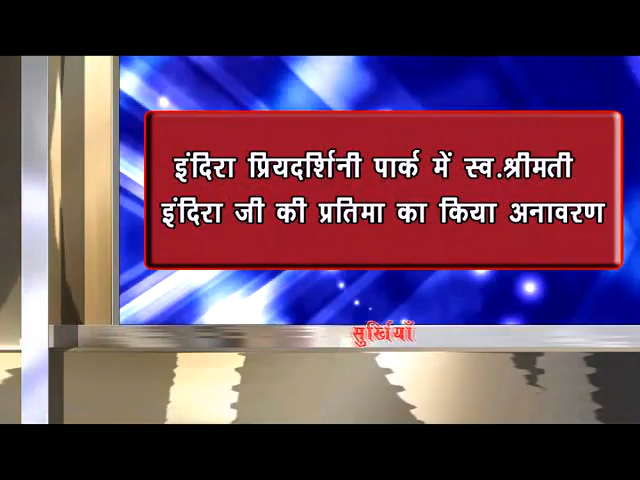 इंदिरा प्रियदर्शिनी पार्क में स्व.श्रीमती
इंदिरा जी की प्रतिमा का किया अनावरण
सुर्खियाँ